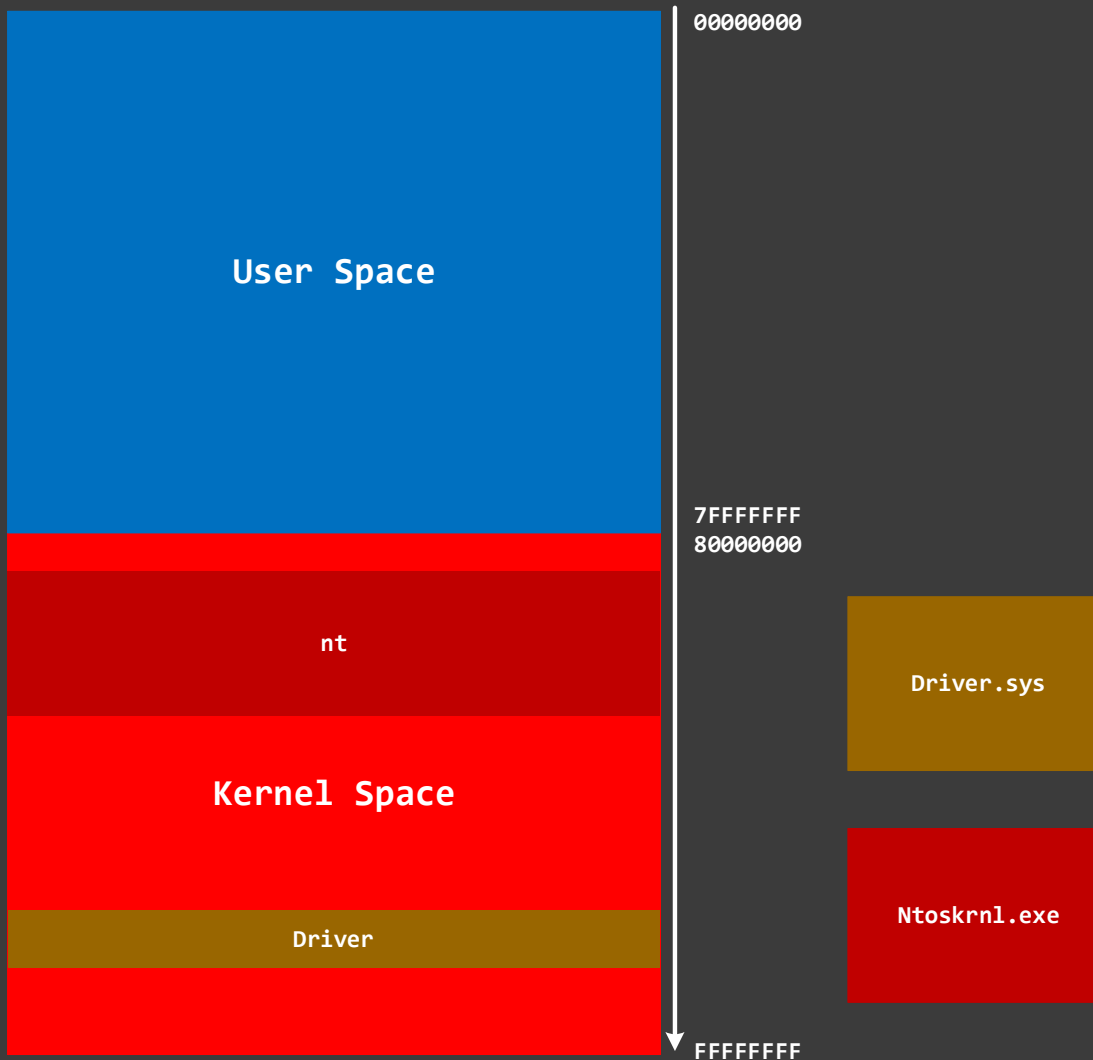 00000000
User Space
7FFFFFFF
80000000
nt
Driver.sys
Kernel Space
Ntoskrnl.exe
Driver
FFFFFFFF